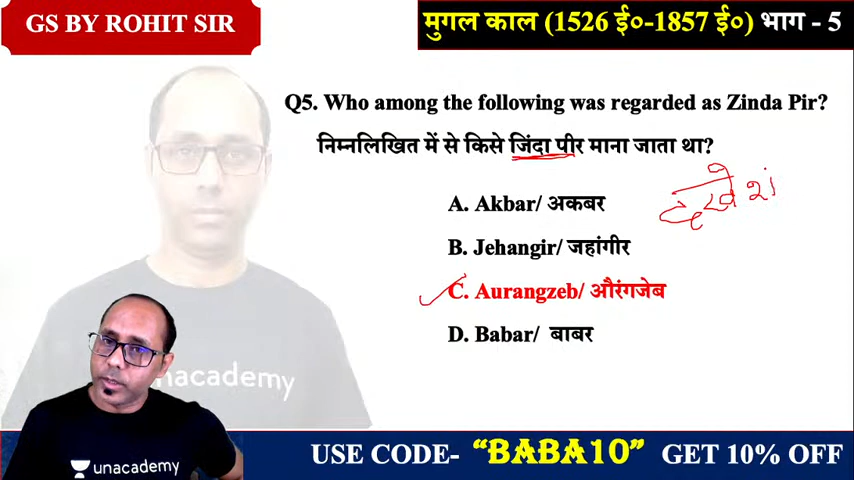 GS BY ROHIT SIR
मुगल काल (1526 ई०-1857 ई०) भाग - 5
Q5. Who among the following was regarded as Zinda Pir?
निम्नलिखित में से किसे जिंदा पीर माना जाता था?
A. Akbar/ अकबर
B. Jehangir/ जहांगीर
C. Aurangzeb/ औरंगजेब
D. Babar/ बाबर
unacademy
unacademy
USE CODE- “BABA10” GET 10% OFF